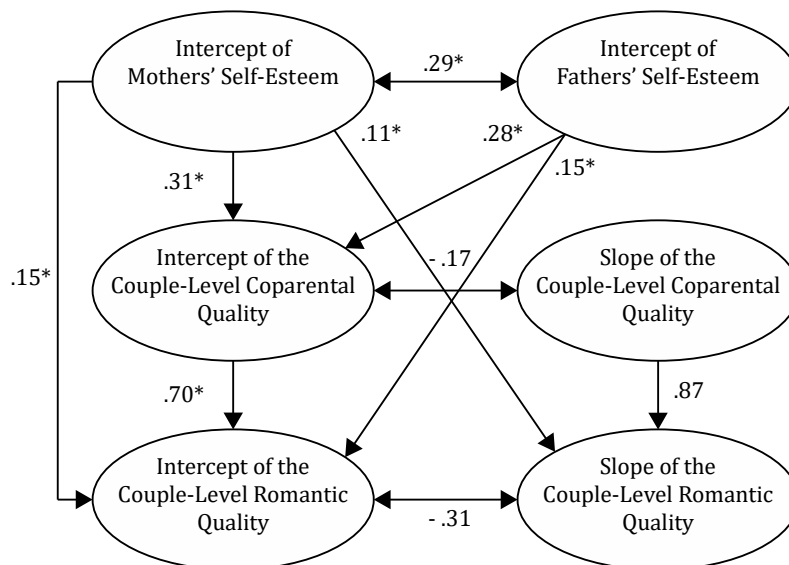 Intercept of
Mothers’ Self-Esteem
.29*
Intercept of
Fathers’ Self-Esteem
.11*
.28*
.15*
.31*
Intercept of the
Couple-Level Coparental
Quality
- .17
Slope of the
Couple-Level Coparental
Quality
.15*
.70*
.87
Intercept of the
Couple-Level Romantic
Quality
- .31
Slope of the
Couple-Level Romantic
Quality